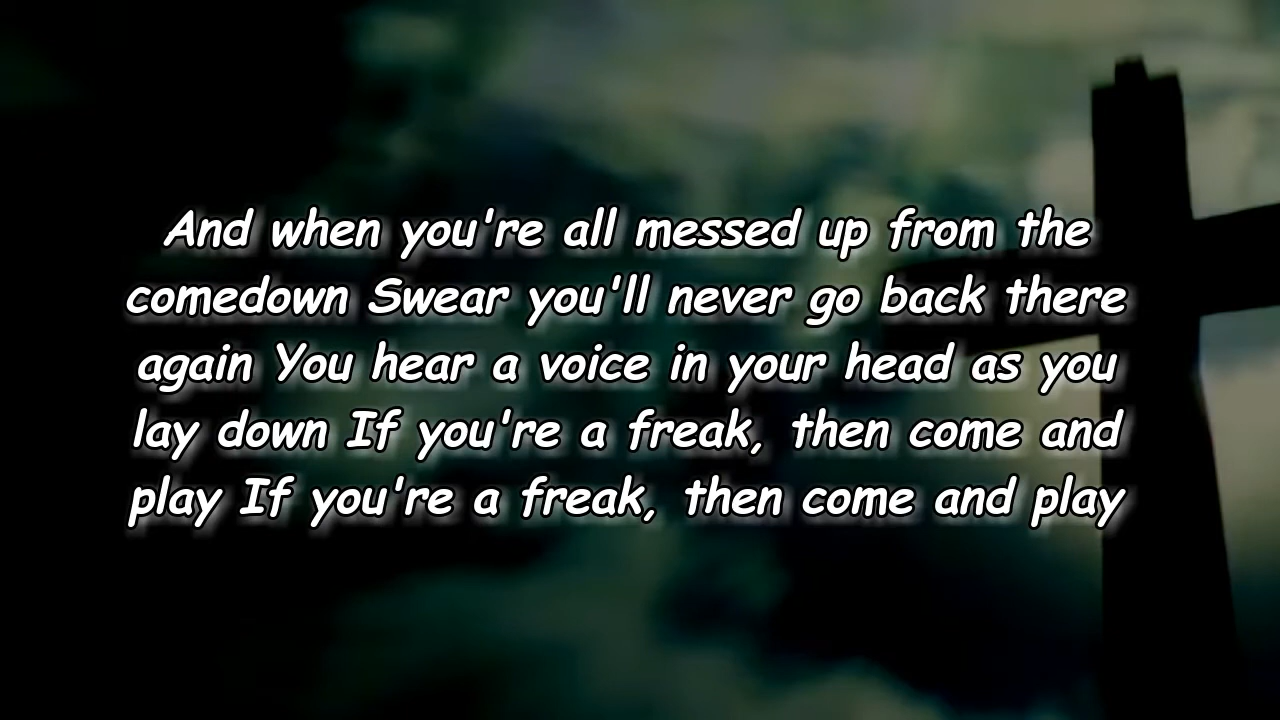 And when you're all messed up from the
comedown Swear you'll never go back there
again You hear a voice in your head as you
lay down If you're a freak, then come and
play If you're a freak, then come and play